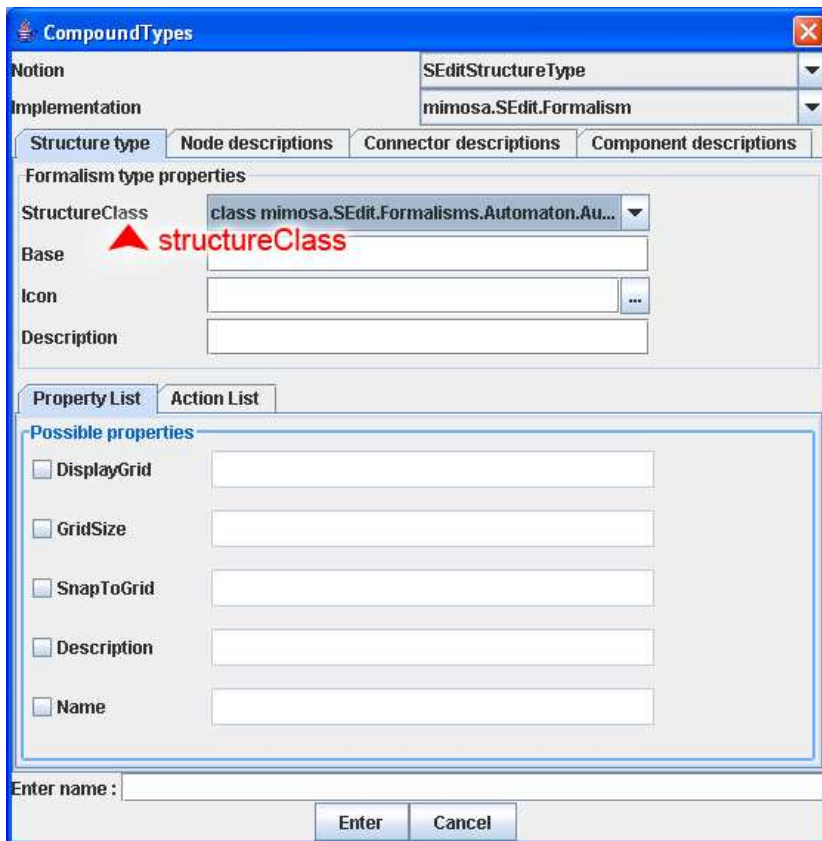 CompoundTypes
Notion SEditStructureType
Implementation mimosa.SEdit.Formalism
Structure type Node descriptions Connector descriptions Component descriptions
Formalism type properties
StructureClass class mimosa.SEdit.Formalisms.Automaton.Au...
structureClass
Base
Icon ...
Description
Property List Action List
Possible properties
DisplayGrid
GridSize
SnapToGrid
Description
Name
Enter name :
Enter Cancel